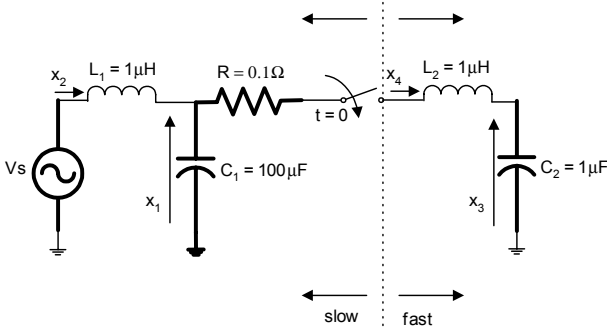 L₁ = 1μH
x₂
R = 0.1Ω
x₄
L₂ = 1μH
t = 0
Vs
x₁
C₁ = 100μF
x₃
C₂ = 1μF
slow
fast